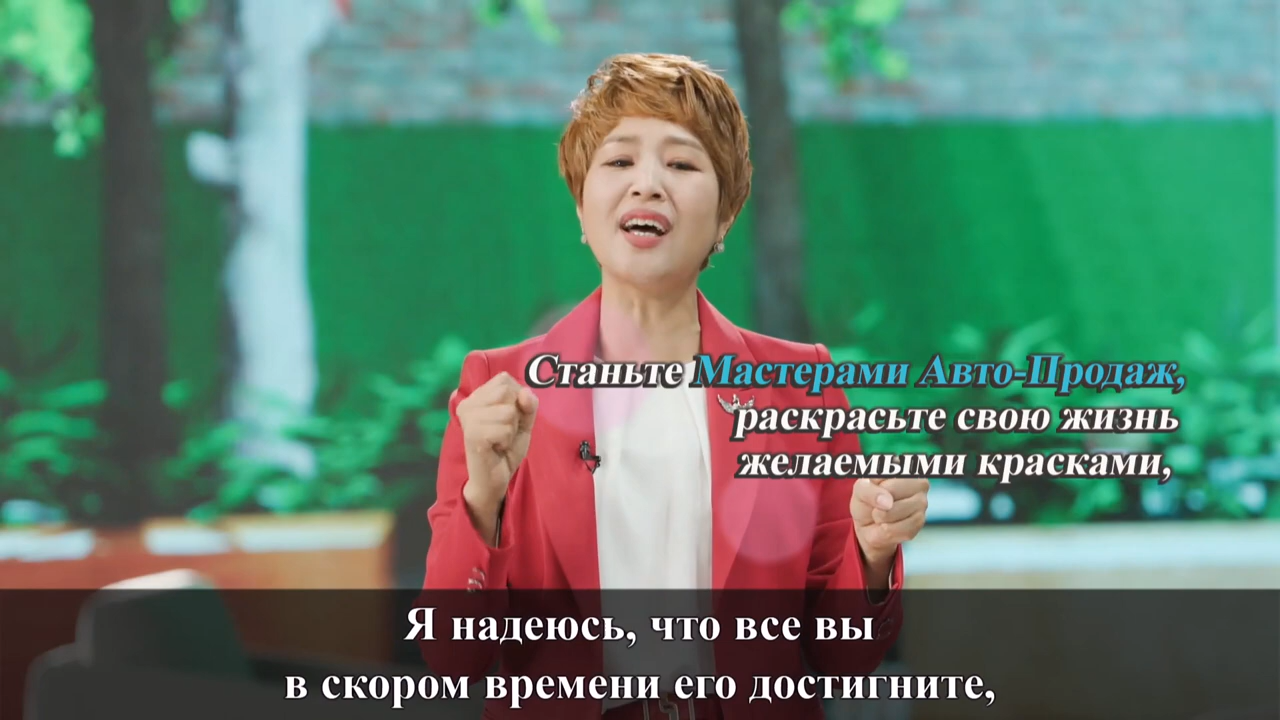 Станьте Мастерами Авто-Продаж,
раскрасьте свою жизнь
желаемыми красками,
Я надеюсь, что все вы
в скором времени его достигните,